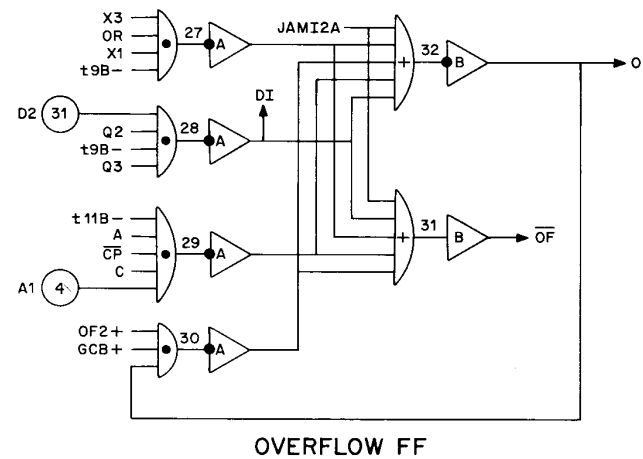 X3
OR
X1
t9B-
27
A
JAMI2A
+
32
B
O
D2
31
Q2
t9B-
Q3
28
A
DI
t11B-
A
CP
C
A1
4
29
A
+
31
B
OF
OF2+
GCB+
30
A
OVERFLOW FF